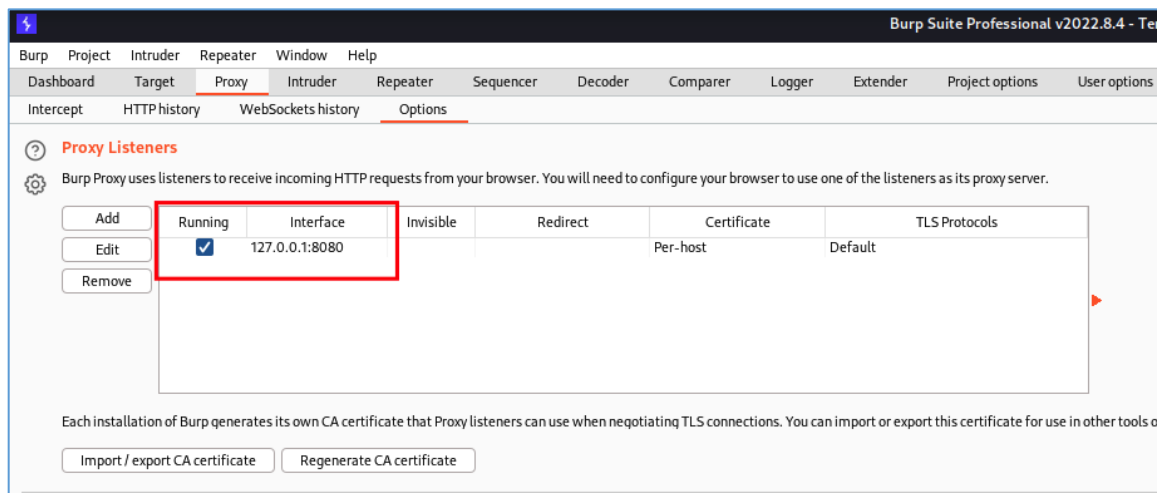 Burp Suite Professional v2022.8.4 - Te
Burp Project Intruder Repeater Window Help
Dashboard Target Proxy Intruder Repeater Sequencer Decoder Comparer Logger Extender Project options User options
Intercept HTTP history WebSockets history Options
? Proxy Listeners
Burp Proxy uses listeners to receive incoming HTTP requests from your browser. You will need to configure your browser to use one of the listeners as its proxy server.
Add Running Interface Invisible Redirect Certificate TLS Protocols
Edit 127.0.0.1:8080 Per-host Default
Remove
Each installation of Burp generates its own CA certificate that Proxy listeners can use when negotiating TLS connections. You can import or export this certificate for use in other tools o
Import / export CA certificate Regenerate CA certificate